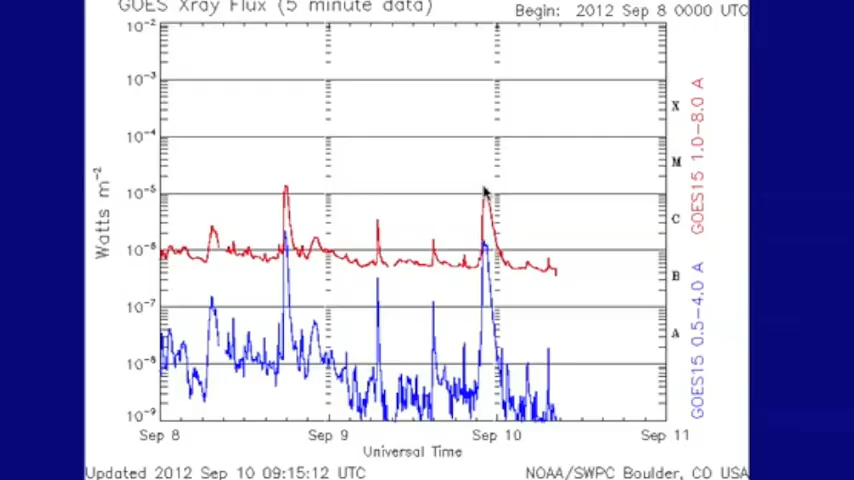 GOES Xray Flux (5 minute data)
Begin: 2012 Sep 8 0000 UTC
10-2
10-3
10-4
10-5
10-6
10-7
10-8
10-9
Watts m-2
X
M
C
B
A
GOES15 1.0-8.0 A
GOES15 0.5-4.0 A
Sep 8
Sep 9
Sep 10
Sep 11
Universal Time
Updated 2012 Sep 10 09:15:12 UTC
NOAA/SWPC Boulder, CO USA